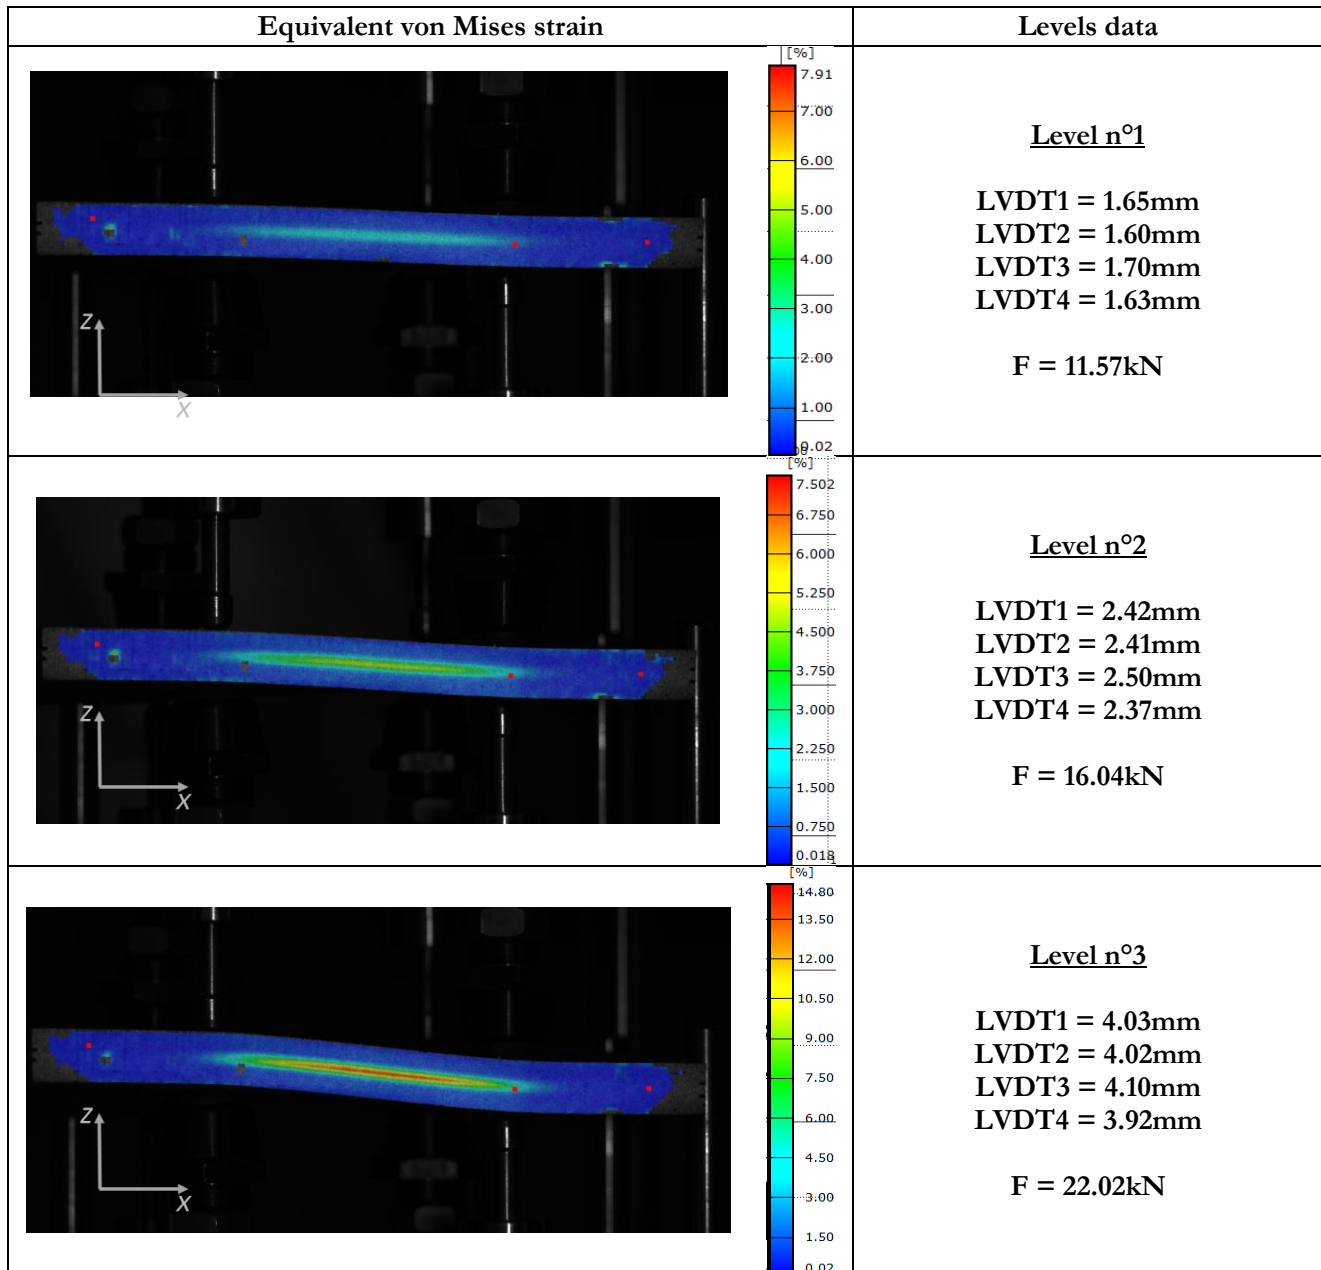 Equivalent von Mises strain
Levels data
[%]
7.91
7.00
6.00
5.00
4.00
3.00
2.00
1.00
0.02
Z
X
Level n°1
LVDT1 = 1.65mm
LVDT2 = 1.60mm
LVDT3 = 1.70mm
LVDT4 = 1.63mm
F = 11.57kN
[%]
7.502
6.750
6.000
5.250
4.500
3.750
3.000
2.250
1.500
0.750
0.018
Z
X
Level n°2
LVDT1 = 2.42mm
LVDT2 = 2.41mm
LVDT3 = 2.50mm
LVDT4 = 2.37mm
F = 16.04kN
[%]
14.80
13.50
12.00
10.50
9.00
7.50
6.00
4.50
3.00
1.50
0.02
Z
X
Level n°3
LVDT1 = 4.03mm
LVDT2 = 4.02mm
LVDT3 = 4.10mm
LVDT4 = 3.92mm
F = 22.02kN